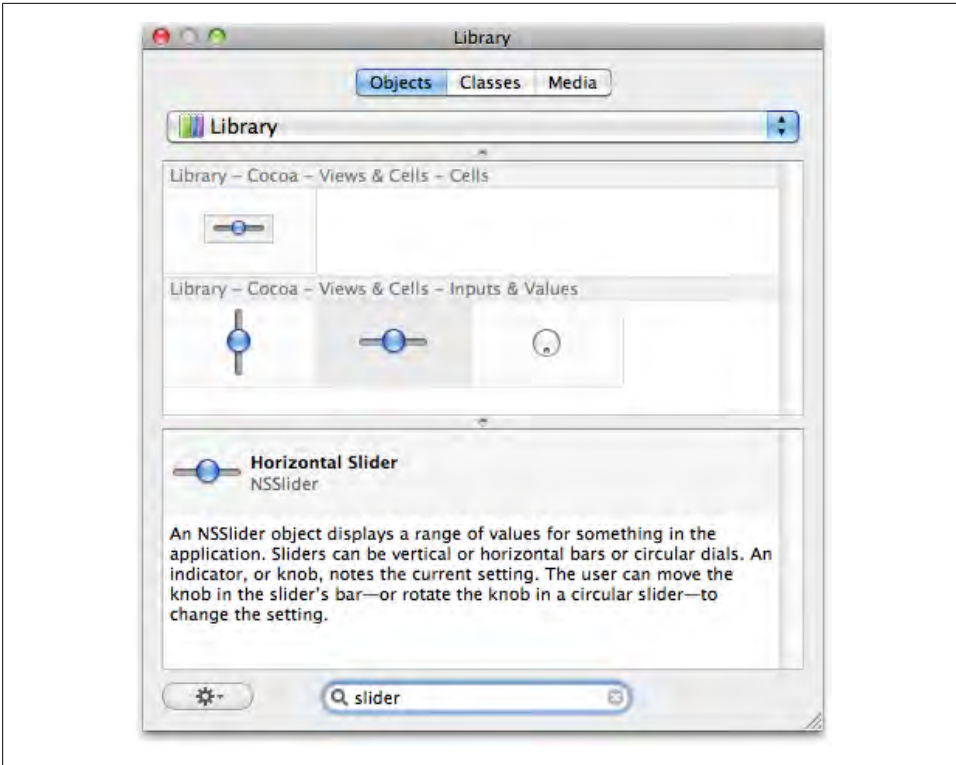 Library
Objects Classes Media
Library
Library – Cocoa – Views & Cells – Cells
Library – Cocoa – Views & Cells – Inputs & Values
Horizontal Slider
NSSlider
An NSSlider object displays a range of values for something in the
application. Sliders can be vertical or horizontal bars or circular dials. An
indicator, or knob, notes the current setting. The user can move the
knob in the slider's bar—or rotate the knob in a circular slider—to
change the setting.
slider